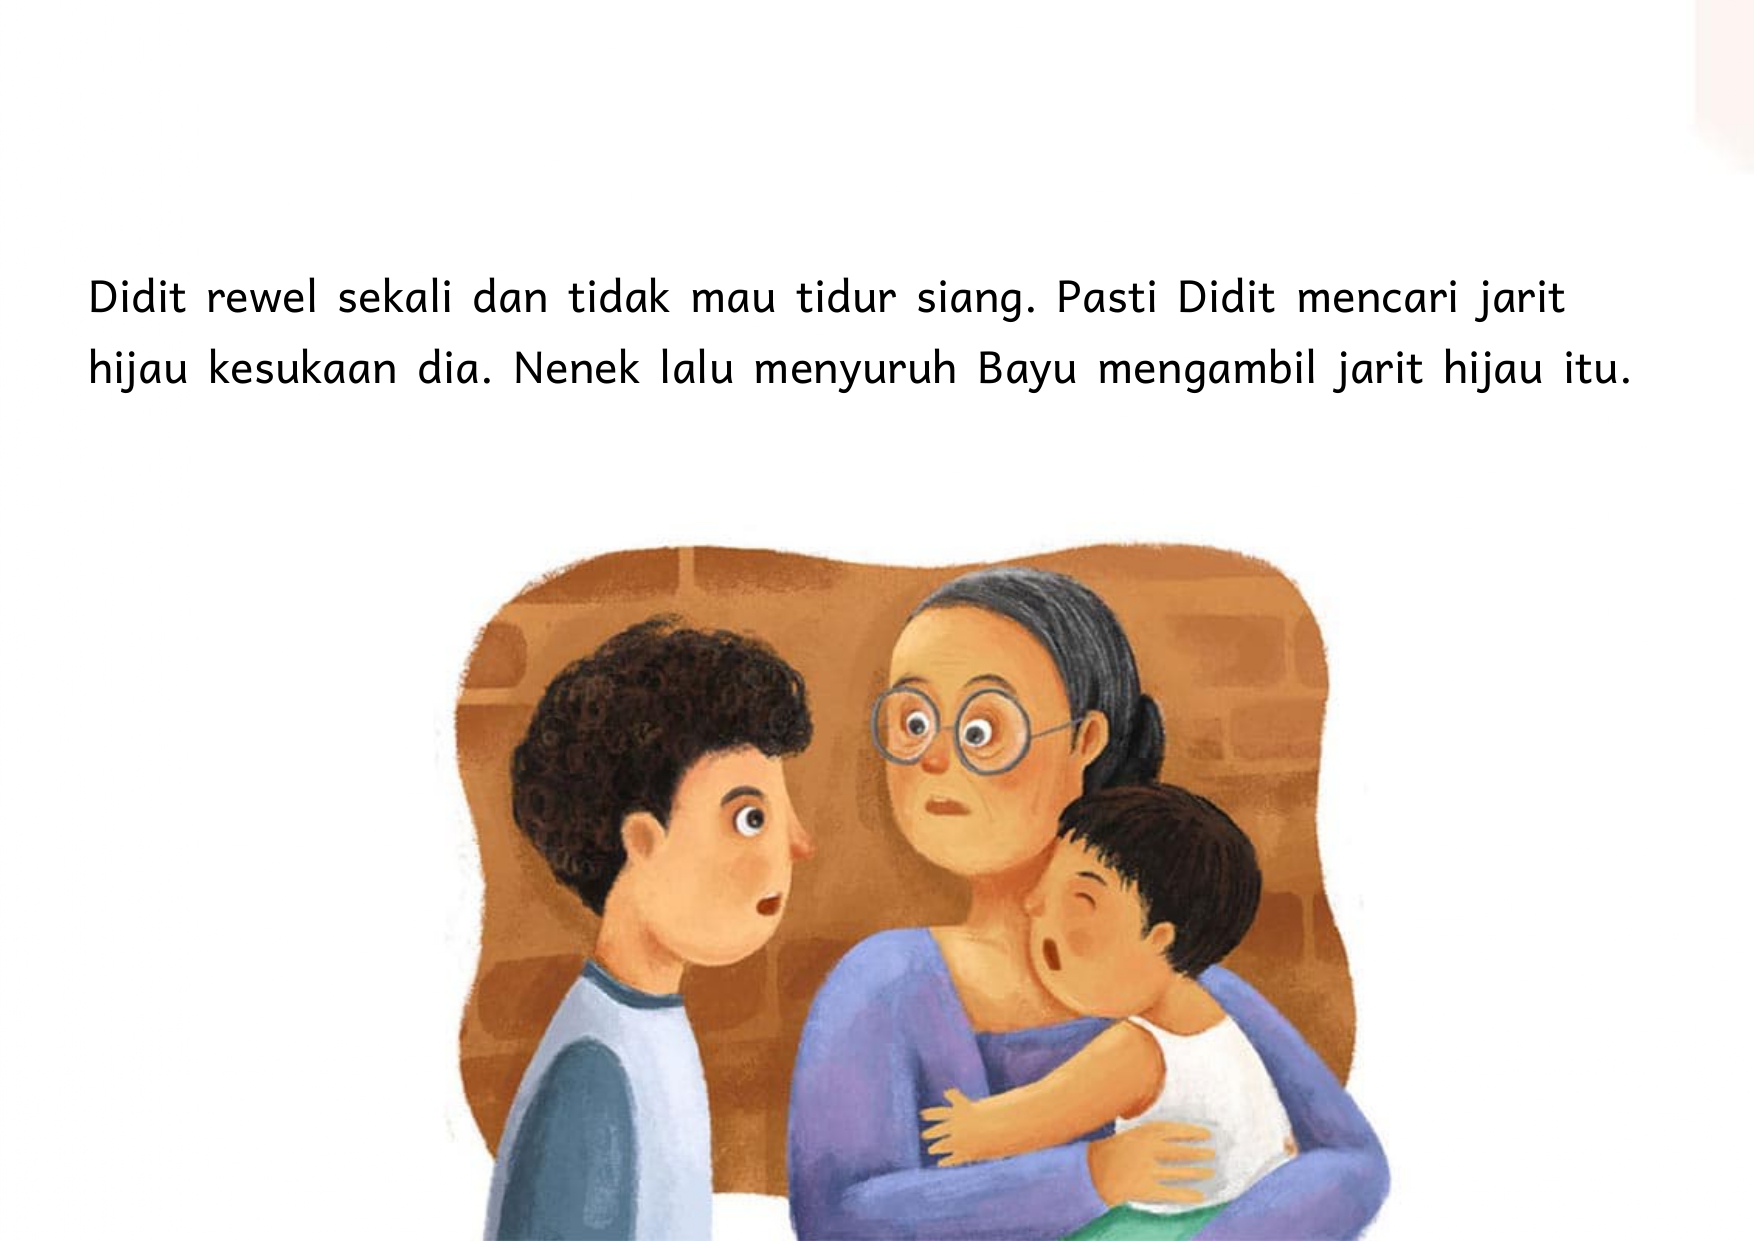 Didit rewel sekali dan tidak mau tidur siang. Pasti Didit mencari jarit
hijau kesukaan dia. Nenek lalu menyuruh Bayu mengambil jarit hijau itu.